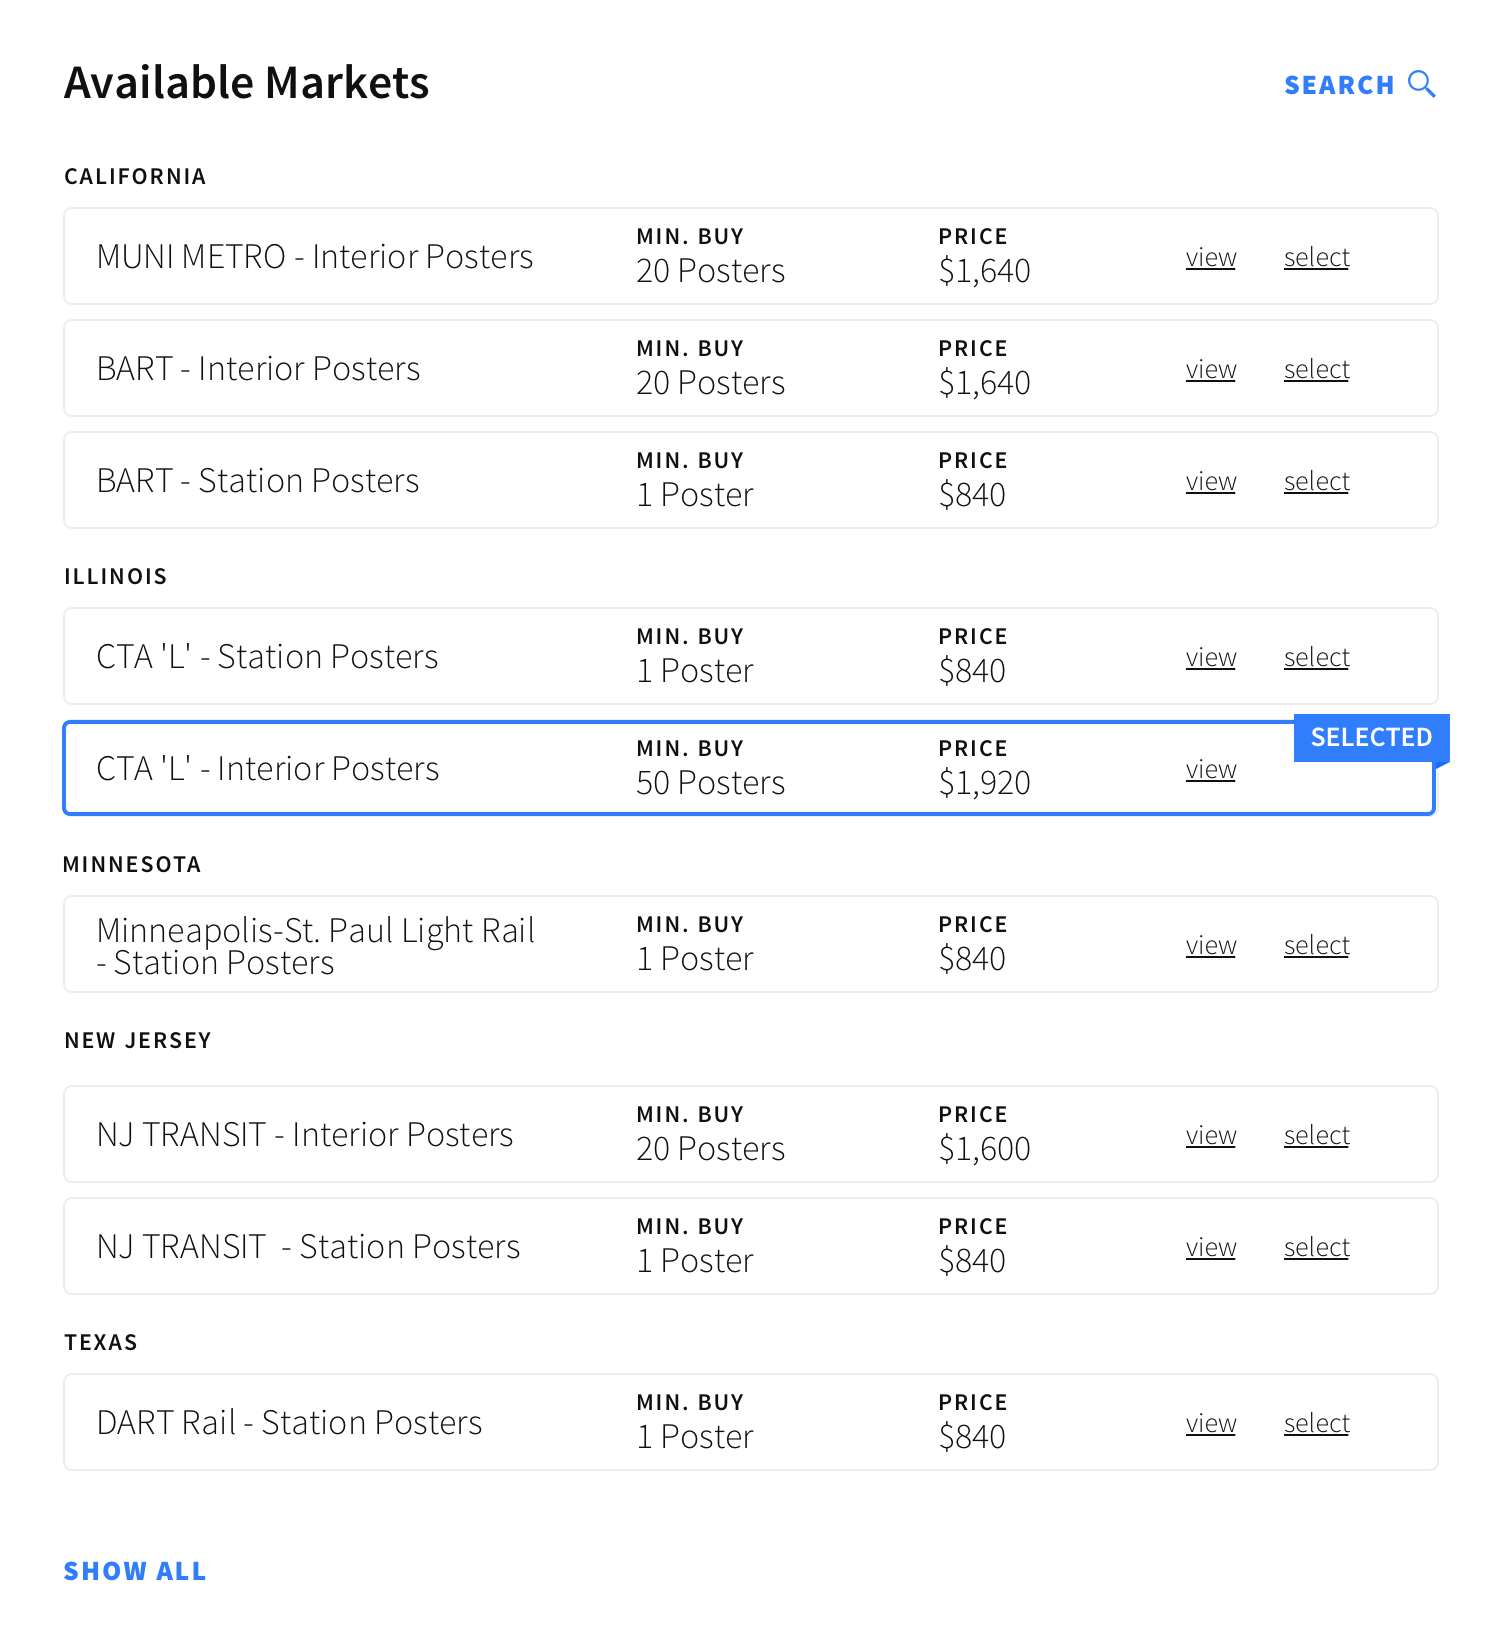 Available Markets
SEARCH
CALIFORNIA
MUNI METRO - Interior Posters
MIN. BUY
20 Posters
PRICE
$1,640
view
select
BART - Interior Posters
MIN. BUY
20 Posters
PRICE
$1,640
view
select
BART - Station Posters
MIN. BUY
1 Poster
PRICE
$840
view
select
ILLINOIS
CTA 'L' - Station Posters
MIN. BUY
1 Poster
PRICE
$840
view
select
CTA 'L' - Interior Posters
MIN. BUY
50 Posters
PRICE
$1,920
view
SELECTED
MINNESOTA
Minneapolis-St. Paul Light Rail
- Station Posters
MIN. BUY
1 Poster
PRICE
$840
view
select
NEW JERSEY
NJ TRANSIT - Interior Posters
MIN. BUY
20 Posters
PRICE
$1,600
view
select
NJ TRANSIT  - Station Posters
MIN. BUY
1 Poster
PRICE
$840
view
select
TEXAS
DART Rail - Station Posters
MIN. BUY
1 Poster
PRICE
$840
view
select
SHOW ALL